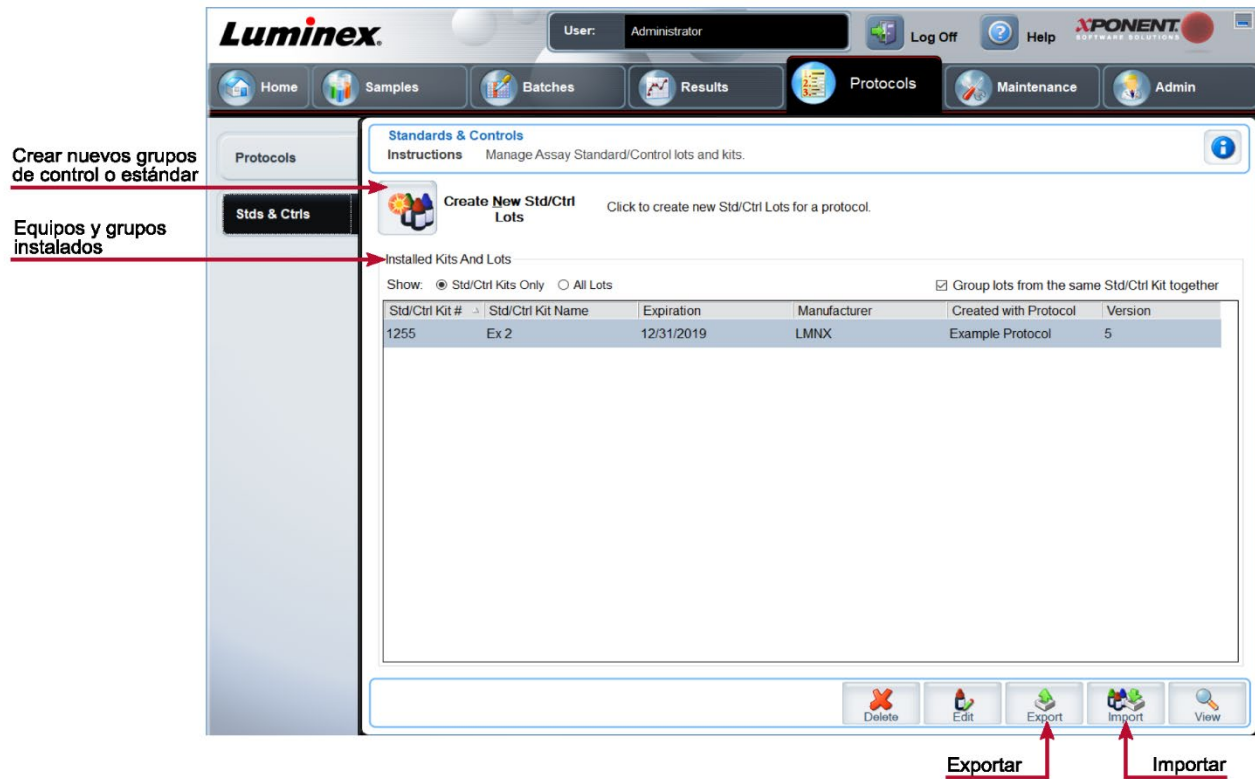 Luminex.
User:
Administrator
Log Off
Help
XPONENT.
SOFTWARE SOLUTIONS
Home
Samples
Batches
Results
Protocols
Maintenance
Admin
Crear nuevos grupos
de control o estándar
Equipos y grupos
instalados
Protocols
Stds & Ctrls
Standards & Controls
Instructions Manage Assay Standard/Control lots and kits.
Create New Std/Ctrl
Lots
Click to create new Std/Ctrl Lots for a protocol.
Installed Kits And Lots
Show: Std/Ctrl Kits Only All Lots
Group lots from the same Std/Ctrl Kit together
Std/Ctrl Kit # Std/Ctrl Kit Name Expiration Manufacturer Created with Protocol Version
1255 Ex 2 12/31/2019 LMNX Example Protocol 5
Delete
Edit
Export
Import
View
Exportar
Importar